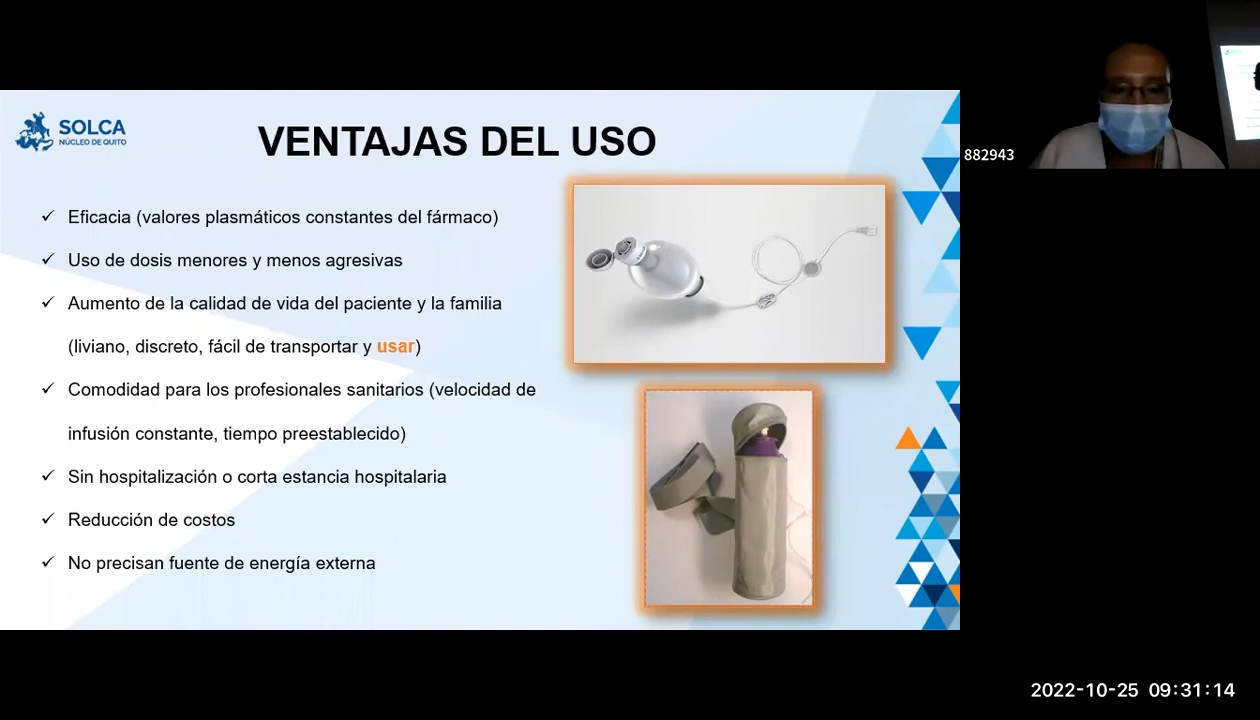 SOLCA
NÚCLEO DE QUITO
VENTAJAS DEL USO
✓ Eficacia (valores plasmáticos constantes del fármaco)
✓ Uso de dosis menores y menos agresivas
✓ Aumento de la calidad de vida del paciente y la familia
(liviano, discreto, fácil de transportar y usar)
✓ Comodidad para los profesionales sanitarios (velocidad de
infusión constante, tiempo preestablecido)
✓ Sin hospitalización o corta estancia hospitalaria
✓ Reducción de costos
✓ No precisan fuente de energía externa
882943
2022-10-25 09:31:14